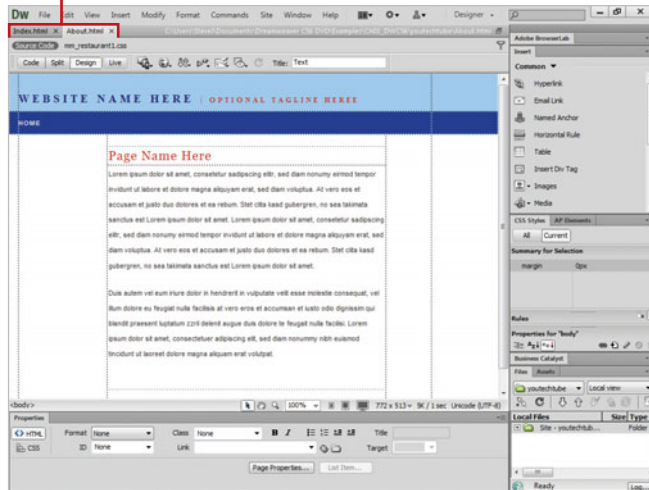 DW File Edit View Insert Modify Format Commands Site Window Help Designer
Index.html × About.html ×
Source Code mm_restaurant1.css
Code Split Design Live Title: Text
WEBSITE NAME HERE | OPTIONAL TAGLINE HEREE
HOME
Page Name Here
Lorem ipsum dolor sit amet, consetetur sadipscing elitr, sed diam nonumy eirmod tempor
invidunt ut labore et dolore magna aliquyam erat, sed diam voluptua. At vero eos et
accusam et justo duo dolores et ea rebum. Stet clita kasd gubergren, no sea takimata
sanctus est Lorem ipsum dolor sit amet. Lorem ipsum dolor sit amet, consetetur sadipscing
elitr, sed diam nonumy eirmod tempor invidunt ut labore et dolore magna aliquyam erat, sed
diam voluptua. At vero eos et accusam et justo duo dolores et ea rebum. Stet clita kasd
gubergren, no sea takimata sanctus est Lorem ipsum dolor sit amet.
Duis autem vel eum iriure dolor in hendrerit in vulputate velit esse molestie consequat, vel
illum dolore eu feugiat nulla facilisis at vero eros et accumsan et iusto odio dignissim qui
blandit praesent luptatum zzril delenit augue duis dolore te feugait nulla facilisi. Lorem
ipsum dolor sit amet, consectetuer adipiscing elit, sed diam nonummy nibh euismod
tincidunt ut laoreet dolore magna aliquam erat volutpat.
<body> 100% 772 x 513 9K / 1 sec Unicode (UTF-8)
Properties
<> HTML Format None Class None B I Title
CSS ID None Link Target
Page Properties... List Item...
Adobe BrowserLab
Insert
Common
Hyperlink
Email Link
Named Anchor
Horizontal Rule
Table
Insert Div Tag
Images
Media
CSS Styles AP Elements
All Current
Summary for Selection
margin 0px
Rules
Properties for "body"
Business Catalyst
Files Assets
youtechtube Local view
Local Files Size Type
Site - youtechtub... Folder
Ready Log...